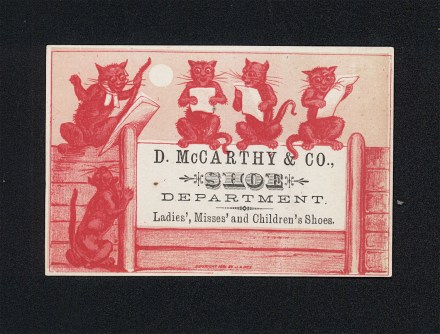 D. McCARTHY & CO.,
SHOE
DEPARTMENT.
Ladies', Misses' and Children's Shoes.